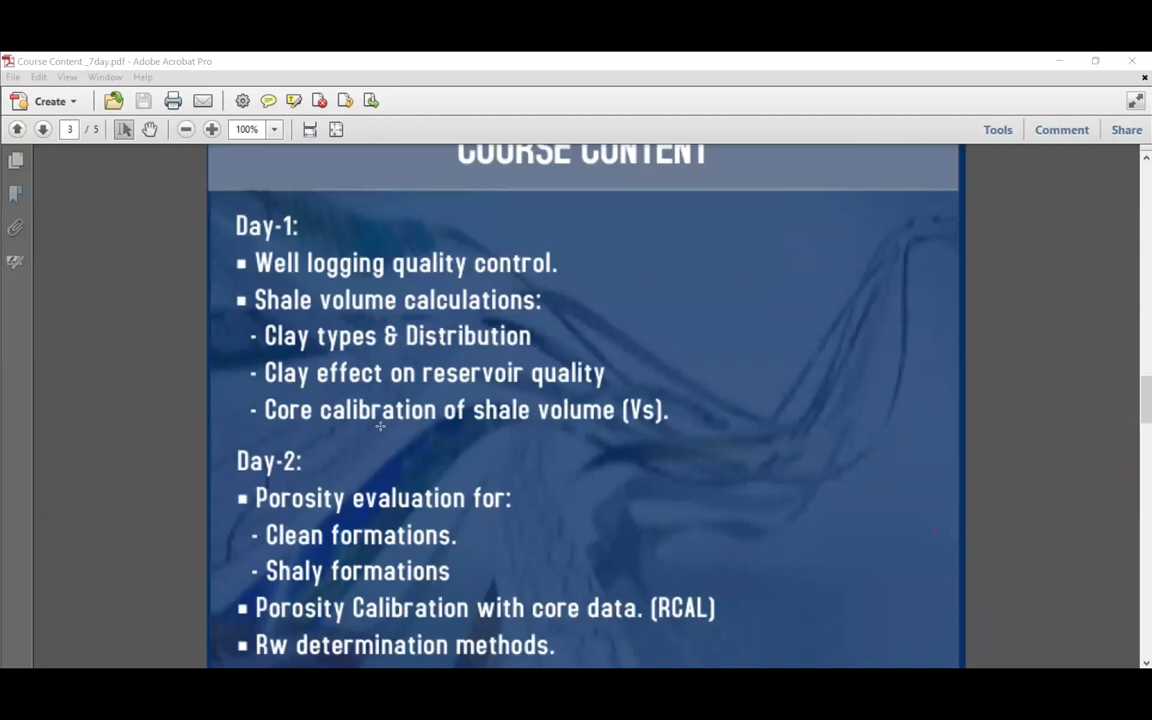 Course Content _7day.pdf - Adobe Acrobat Pro
File Edit View Window Help
Create
3 / 5 100% Tools Comment Share
COURSE CONTENT
Day-1:
▪ Well logging quality control.
▪ Shale volume calculations:
- Clay types & Distribution
- Clay effect on reservoir quality
- Core calibration of shale volume (Vs).
Day-2:
▪ Porosity evaluation for:
- Clean formations.
- Shaly formations
▪ Porosity Calibration with core data. (RCAL)
▪ Rw determination methods.